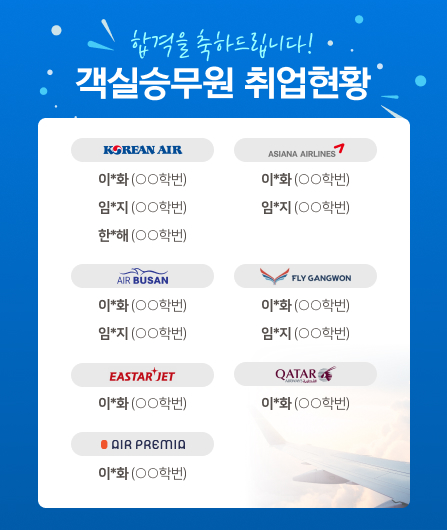 합격을 축하드립니다!
객실승무원 취업현황
KOREAN AIR
이*화 (○○학번)
임*지 (○○학번)
한*해 (○○학번)
ASIANA AIRLINES
이*화 (○○학번)
임*지 (○○학번)
AIR BUSAN
이*화 (○○학번)
임*지 (○○학번)
FLY GANGWON
이*화 (○○학번)
임*지 (○○학번)
EASTAR JET
이*화 (○○학번)
QATAR
AIRWAYS القطرية
이*화 (○○학번)
AIR PREMIA
이*화 (○○학번)